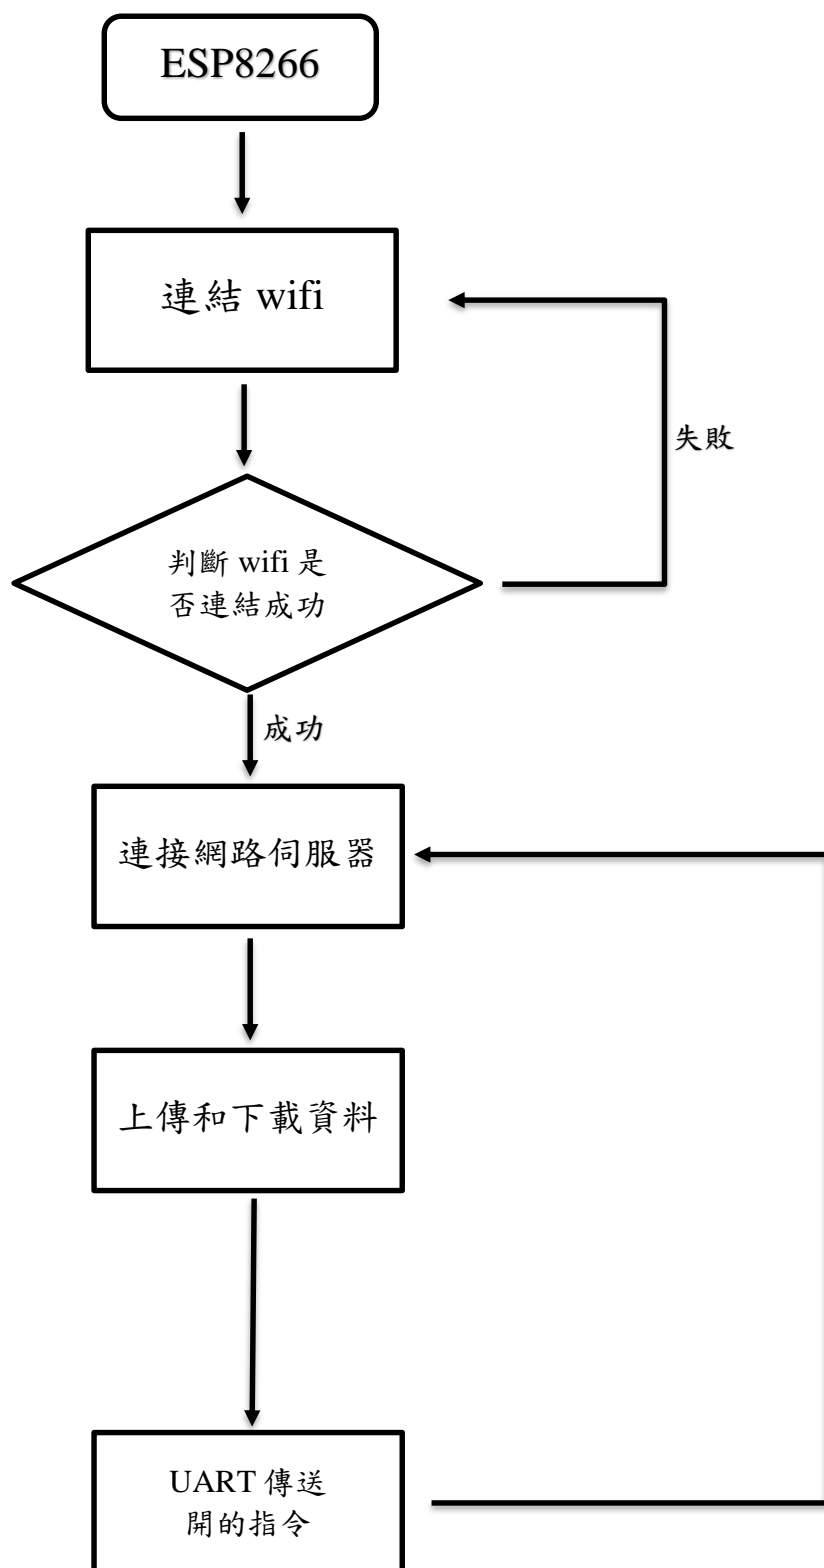 ESP8266
連結 wifi
失敗
判斷 wifi 是
否連結成功
成功
連接網路伺服器
上傳和下載資料
UART 傳送
開的指令